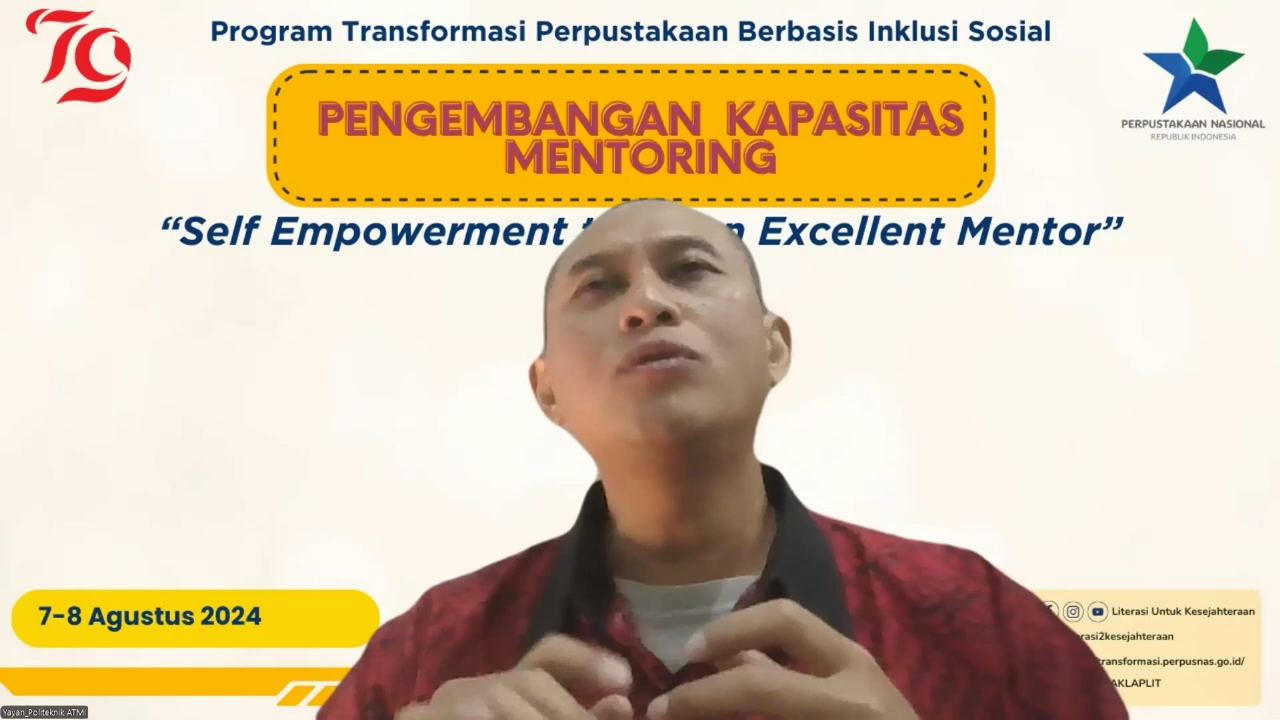 79
Program Transformasi Perpustakaan Berbasis Inklusi Sosial
PERPUSTAKAAN NASIONAL
REPUBLIK INDONESIA
PENGEMBANGAN KAPASITAS
MENTORING
“Self Empowerment Excellent Mentor”
7-8 Agustus 2024
Literasi Untuk Kesejahteraan
transformasi.perpusnas.go.id/
Yayan_Politeknik ATMI